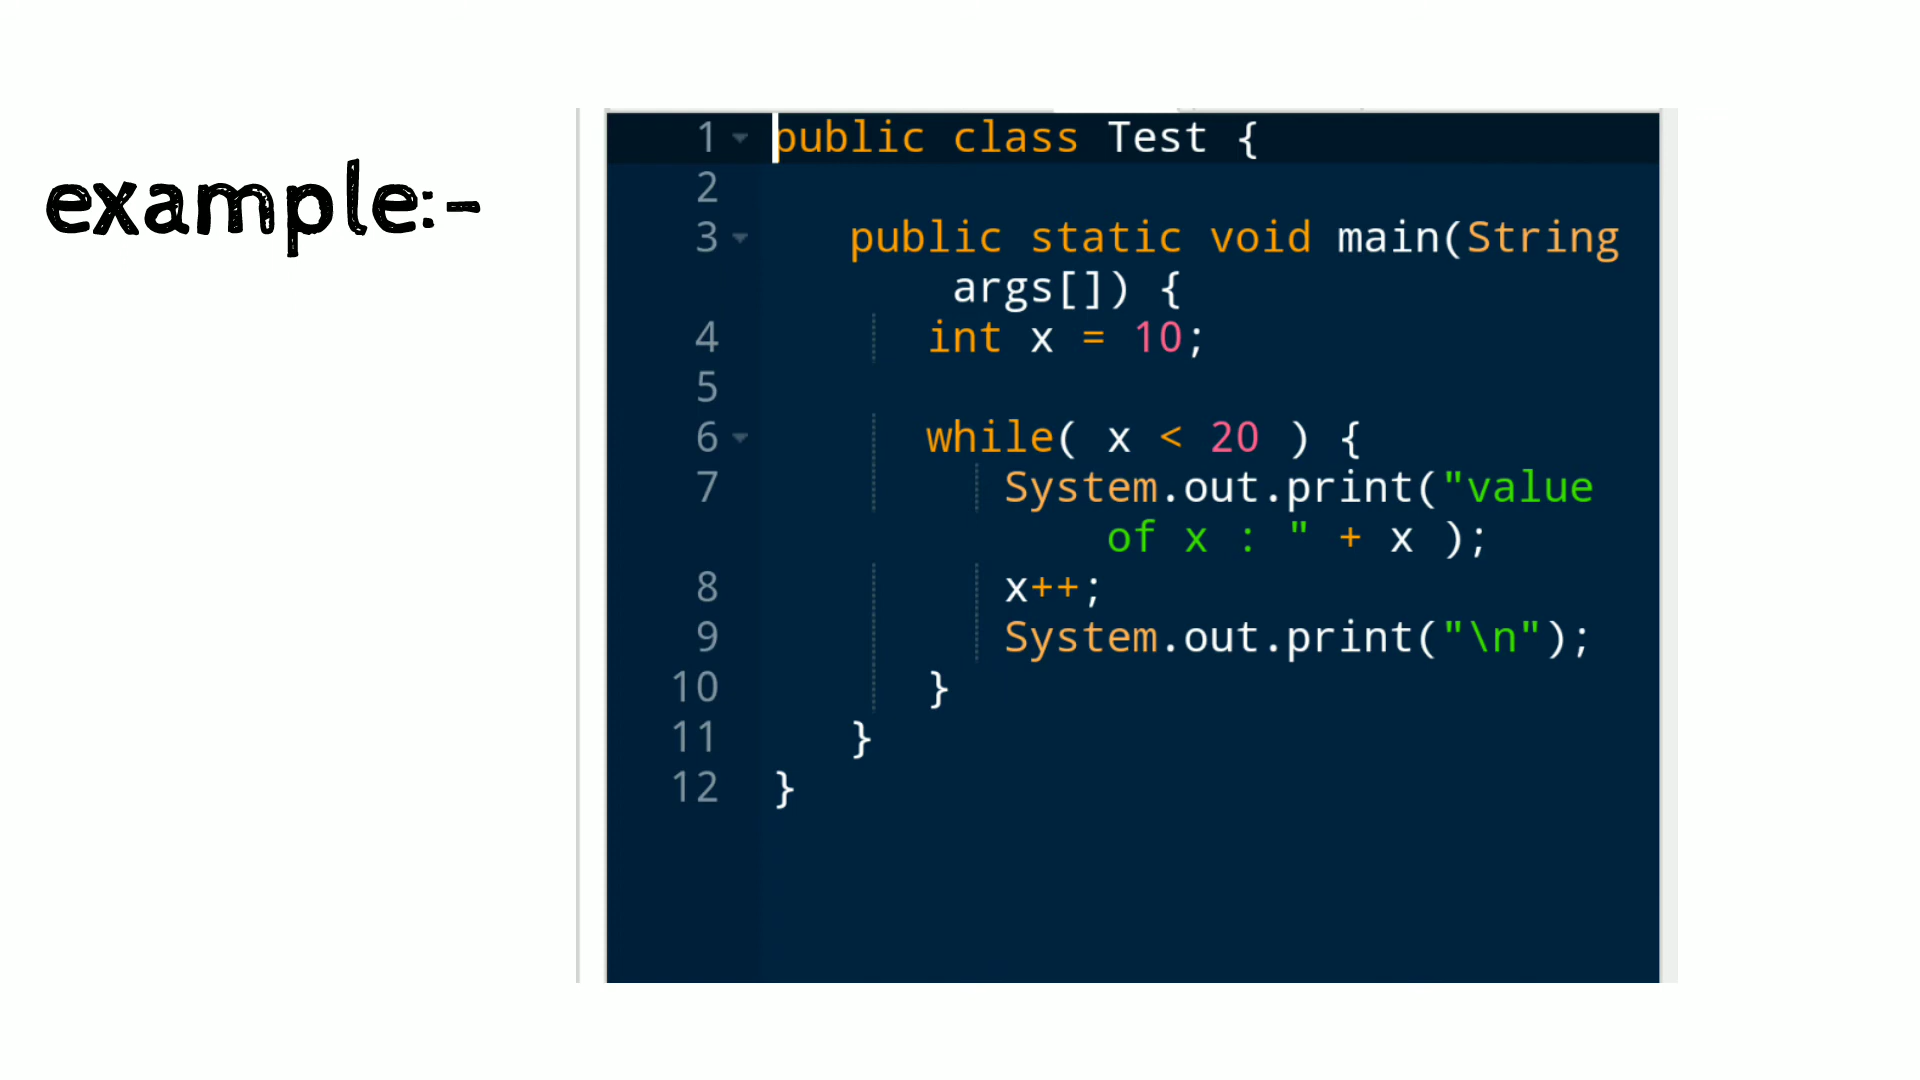 example:-
1 public class Test {
2
3 public static void main(String
args[]) {
4 int x = 10;
5
6 while( x < 20 ) {
7 System.out.print("value
of x : " + x );
8 x++;
9 System.out.print("\n");
10 }
11 }
12 }